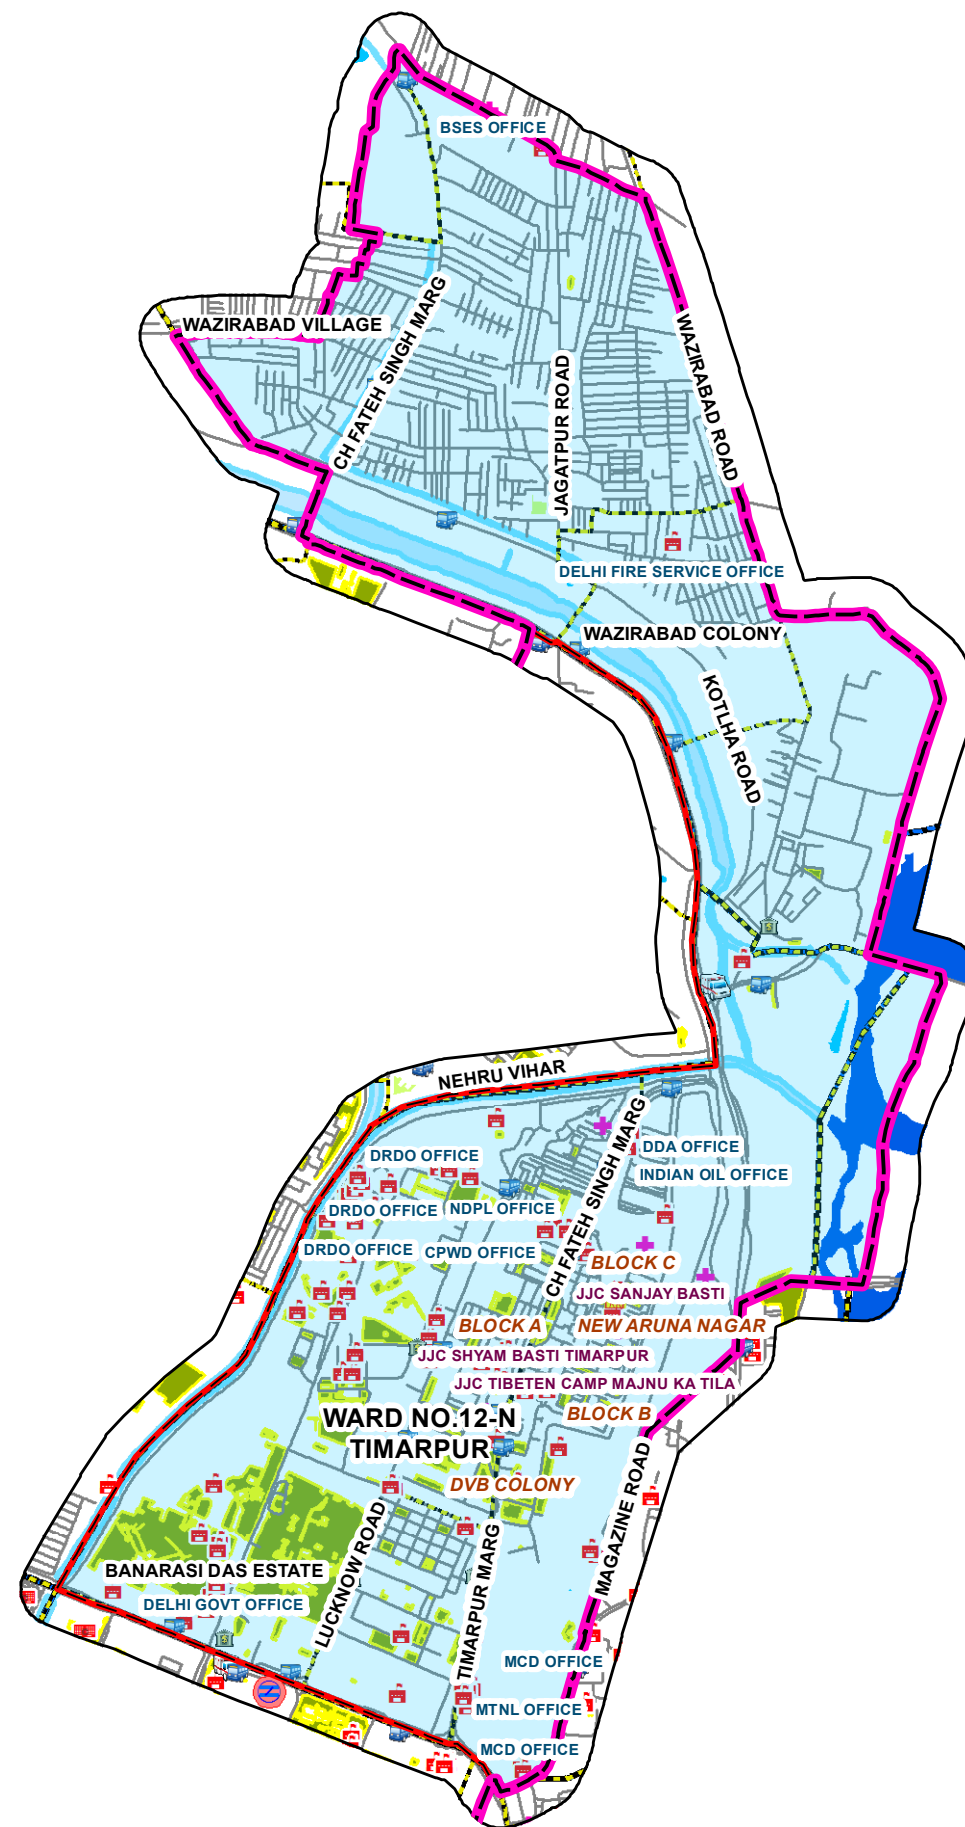 BSES OFFICE
WAZIRABAD VILLAGE
CH FATEH SINGH MARG
JAGATPUR ROAD
WAZIRABAD ROAD
DELHI FIRE SERVICE OFFICE
WAZIRABAD COLONY
KOTLHA ROAD
NEHRU VIHAR
CH FATEH SINGH MARG
DDA OFFICE
DRDO OFFICE
INDIAN OIL OFFICE
DRDO OFFICE
NDPL OFFICE
DRDO OFFICE
CPWD OFFICE
BLOCK C
JJC SANJAY BASTI
BLOCK A
NEW ARUNA NAGAR
JJC SHYAM BASTI TIMARPUR
JJC TIBETEN CAMP MAJNU KA TILA
WARD NO.12-N
TIMARPUR
BLOCK B
DVB COLONY
MAGAZINE ROAD
LUCKNOW ROAD
TIMARPUR MARG
BANARASI DAS ESTATE
DELHI GOVT OFFICE
MCD OFFICE
MTNL OFFICE
MCD OFFICE